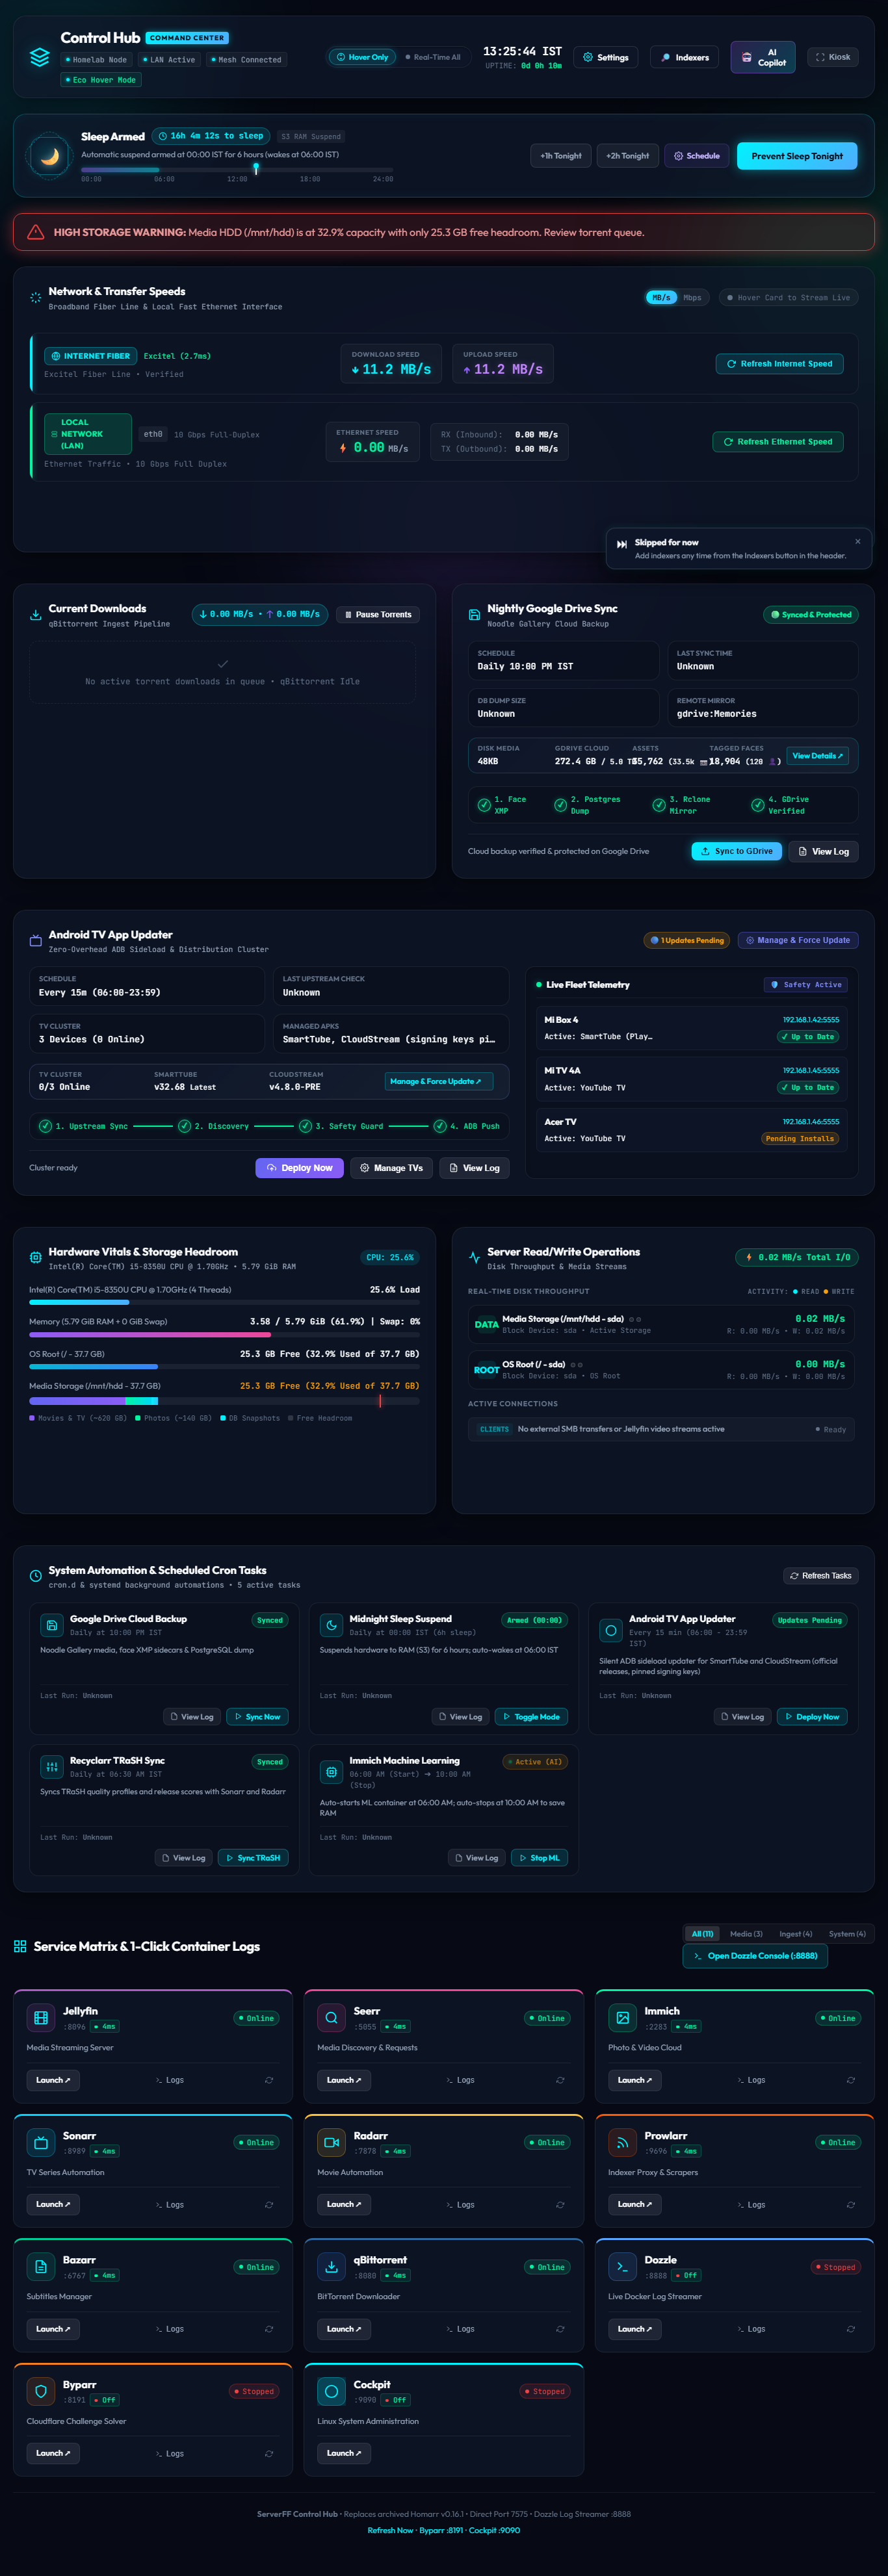 Control Hub COMMAND CENTER
Homelab Node LAN Active Mesh Connected
Eco Hover Mode
Hover Only Real-Time All
13:25:44 IST
UPTIME: 0d 0h 10m
Settings
Indexers
AI Copilot
Kiosk
Sleep Armed 16h 4m 12s to sleep S3 RAM Suspend
Automatic suspend armed at 00:00 IST for 6 hours (wakes at 06:00 IST)
00:00 06:00 12:00 18:00 24:00
+1h Tonight +2h Tonight Schedule Prevent Sleep Tonight
HIGH STORAGE WARNING: Media HDD (/mnt/hdd) is at 32.9% capacity with only 25.3 GB free headroom. Review torrent queue.
Network & Transfer Speeds
Broadband Fiber Line & Local Fast Ethernet Interface
MB/s Mbps Hover Card to Stream Live
INTERNET FIBER Excitel (2.7ms)
Excitel Fiber Line • Verified
DOWNLOAD SPEED
↓ 11.2 MB/s
UPLOAD SPEED
↑ 11.2 MB/s
Refresh Internet Speed
LOCAL NETWORK (LAN) eth0 10 Gbps Full-Duplex
Ethernet Traffic • 10 Gbps Full Duplex
ETHERNET SPEED
0.00 MB/s
RX (Inbound): 0.00 MB/s
TX (Outbound): 0.00 MB/s
Refresh Ethernet Speed
Skipped for now
Add indexers any time from the Indexers button in the header.
Current Downloads
qBittorrent Ingest Pipeline
↓ 0.00 MB/s • ↑ 0.00 MB/s
Pause Torrents
No active torrent downloads in queue • qBittorrent Idle
Nightly Google Drive Sync
Noodle Gallery Cloud Backup
Synced & Protected
SCHEDULE
Daily 10:00 PM IST
LAST SYNC TIME
Unknown
DB DUMP SIZE
Unknown
REMOTE MIRROR
gdrive:Memories
DISK MEDIA GDRIVE CLOUD ASSETS TAGGED FACES
48KB 272.4 GB / 5.0 35,762 (33.5k 18,904 (120 )
View Details ↗
1. Face XMP
2. Postgres Dump
3. Rclone Mirror
4. GDrive Verified
Cloud backup verified & protected on Google Drive
Sync to GDrive View Log
Android TV App Updater
Zero-Overhead ADB Sideload & Distribution Cluster
1 Updates Pending Manage & Force Update
SCHEDULE
Every 15m (06:00-23:59)
LAST UPSTREAM CHECK
Unknown
TV CLUSTER
3 Devices (0 Online)
MANAGED APKS
SmartTube, CloudStream (signing keys pi…
TV CLUSTER SMARTTUBE CLOUDSTREAM
0/3 Online v32.68 Latest v4.8.0-PRE
Manage & Force Update ↗
1. Upstream Sync 2. Discovery 3. Safety Guard 4. ADB Push
Cluster ready
Deploy Now Manage TVs View Log
Live Fleet Telemetry Safety Active
Mi Box 4 192.168.1.42:5555
Active: SmartTube (Play… ✓ Up to Date
Mi TV 4A 192.168.1.45:5555
Active: YouTube TV ✓ Up to Date
Acer TV 192.168.1.46:5555
Active: YouTube TV Pending Installs
Hardware Vitals & Storage Headroom
Intel(R) Core(TM) i5-8350U CPU @ 1.70GHz • 5.79 GiB RAM
CPU: 25.6%
Intel(R) Core(TM) i5-8350U CPU @ 1.70GHz (4 Threads) 25.6% Load
Memory (5.79 GiB RAM + 0 GiB Swap) 3.58 / 5.79 GiB (61.9%) | Swap: 0%
OS Root (/ - 37.7 GB) 25.3 GB Free (32.9% Used of 37.7 GB)
Media Storage (/mnt/hdd - 37.7 GB) 25.3 GB Free (32.9% Used of 37.7 GB)
Movies & TV (~620 GB) Photos (~140 GB) DB Snapshots Free Headroom
Server Read/Write Operations
Disk Throughput & Media Streams
0.02 MB/s Total I/O
REAL-TIME DISK THROUGHPUT ACTIVITY: READ WRITE
DATA Media Storage (/mnt/hdd - sda) 0.02 MB/s
Block Device: sda • Active Storage R: 0.00 MB/s • W: 0.02 MB/s
ROOT OS Root (/ - sda) 0.00 MB/s
Block Device: sda • OS Root R: 0.00 MB/s • W: 0.00 MB/s
ACTIVE CONNECTIONS
CLIENTS No external SMB transfers or Jellyfin video streams active Ready
System Automation & Scheduled Cron Tasks
cron.d & systemd background automations • 5 active tasks
Refresh Tasks
Google Drive Cloud Backup Synced
Daily at 10:00 PM IST
Noodle Gallery media, face XMP sidecars & PostgreSQL dump
Last Run: Unknown
View Log Sync Now
Midnight Sleep Suspend Armed (00:00)
Daily at 00:00 IST (6h sleep)
Suspends hardware to RAM (S3) for 6 hours; auto-wakes at 06:00 IST
Last Run: Unknown
View Log Toggle Mode
Android TV App Updater Updates Pending
Every 15 min (06:00 - 23:59 IST)
Silent ADB sideload updater for SmartTube and CloudStream (official releases, pinned signing keys)
Last Run: Unknown
View Log Deploy Now
Recyclarr TRaSH Sync Synced
Daily at 06:30 AM IST
Syncs TRaSH quality profiles and release scores with Sonarr and Radarr
Last Run: Unknown
View Log Sync TRaSH
Immich Machine Learning Active (AI)
06:00 AM (Start) → 10:00 AM (Stop)
Auto-starts ML container at 06:00 AM; auto-stops at 10:00 AM to save RAM
Last Run: Unknown
View Log Stop ML
Service Matrix & 1-Click Container Logs
All (11) Media (3) Ingest (4) System (4)
Open Dozzle Console (:8888)
Jellyfin Online
:8096 4ms
Media Streaming Server
Launch ↗ Logs
Seerr Online
:5055 4ms
Media Discovery & Requests
Launch ↗ Logs
Immich Online
:2283 4ms
Photo & Video Cloud
Launch ↗ Logs
Sonarr Online
:8989 4ms
TV Series Automation
Launch ↗ Logs
Radarr Online
:7878 4ms
Movie Automation
Launch ↗ Logs
Prowlarr Online
:9696 4ms
Indexer Proxy & Scrapers
Launch ↗ Logs
Bazarr Online
:6767 4ms
Subtitles Manager
Launch ↗ Logs
qBittorrent Online
:8080 4ms
BitTorrent Downloader
Launch ↗ Logs
Dozzle Stopped
:8888 Off
Live Docker Log Streamer
Launch ↗ Logs
Byparr Stopped
:8191 Off
Cloudflare Challenge Solver
Launch ↗ Logs
Cockpit Stopped
:9090 Off
Linux System Administration
Launch ↗
ServerFF Control Hub • Replaces archived Homarr v0.16.1 • Direct Port 7575 • Dozzle Log Streamer :8888
Refresh Now · Byparr :8191 · Cockpit :9090